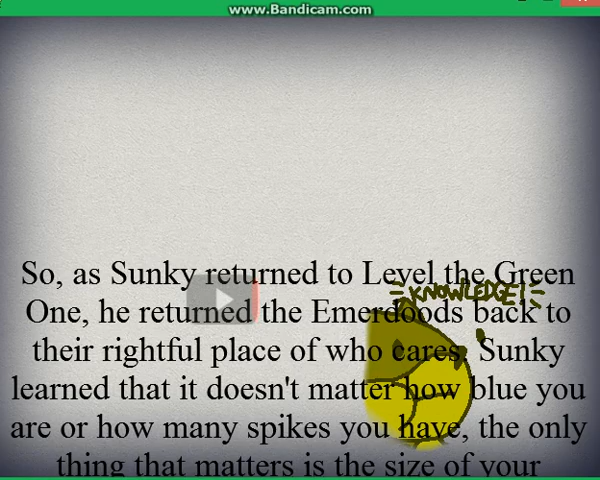 www.Bandicam.com
So, as Sunky returned to Level the Green
KNOWLEDGE!
One, he returned the Emerdoods back to
their rightful place of who cares. Sunky
learned that it doesn't matter how blue you
are or how many spikes you have, the only
thing that matters is the size of your